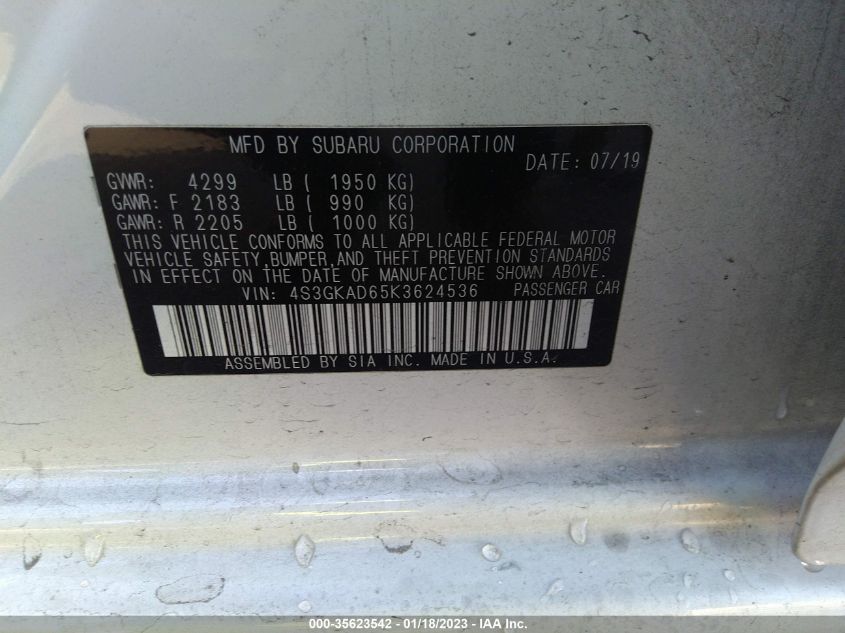 MFD BY SUBARU CORPORATION
DATE: 07/19
GVWR: 4299 LB ( 1950 KG)
GAWR: F 2183 LB ( 990 KG)
GAWR: R 2205 LB ( 1000 KG)
THIS VEHICLE CONFORMS TO ALL APPLICABLE FEDERAL MOTOR
VEHICLE SAFETY,BUMPER,AND THEFT PREVENTION STANDARDS
IN EFFECT ON THE DATE OF MANUFACTURE SHOWN ABOVE.
VIN: 4S3GKAD65K3624536 PASSENGER CAR
ASSEMBLED BY SIA INC. MADE IN U.S.A.
000-35623542 - 01/18/2023 - IAA Inc.